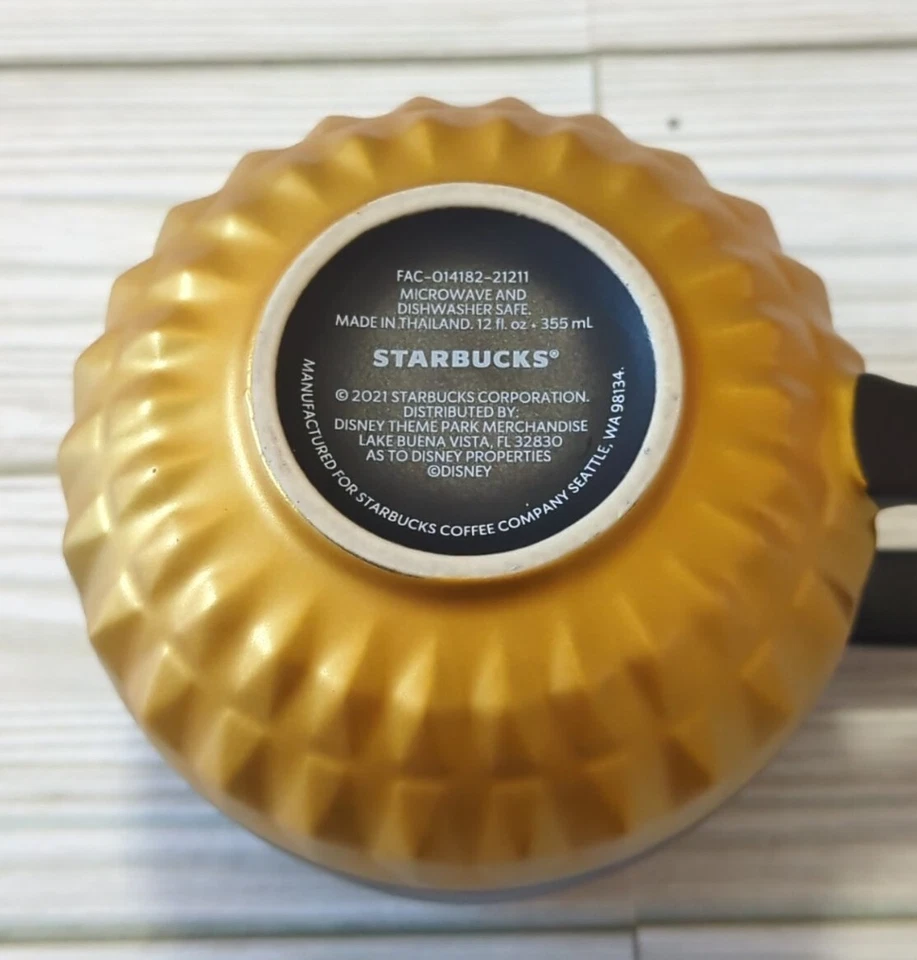 FAC-014182-21211
MICROWAVE AND
DISHWASHER SAFE.
MADE IN THAILAND. 12 fl. oz • 355 mL
STARBUCKS®
© 2021 STARBUCKS CORPORATION.
DISTRIBUTED BY:
DISNEY THEME PARK MERCHANDISE
LAKE BUENA VISTA, FL 32830
AS TO DISNEY PROPERTIES
©DISNEY
MANUFACTURED FOR STARBUCKS COFFEE COMPANY SEATTLE, WA 98134.